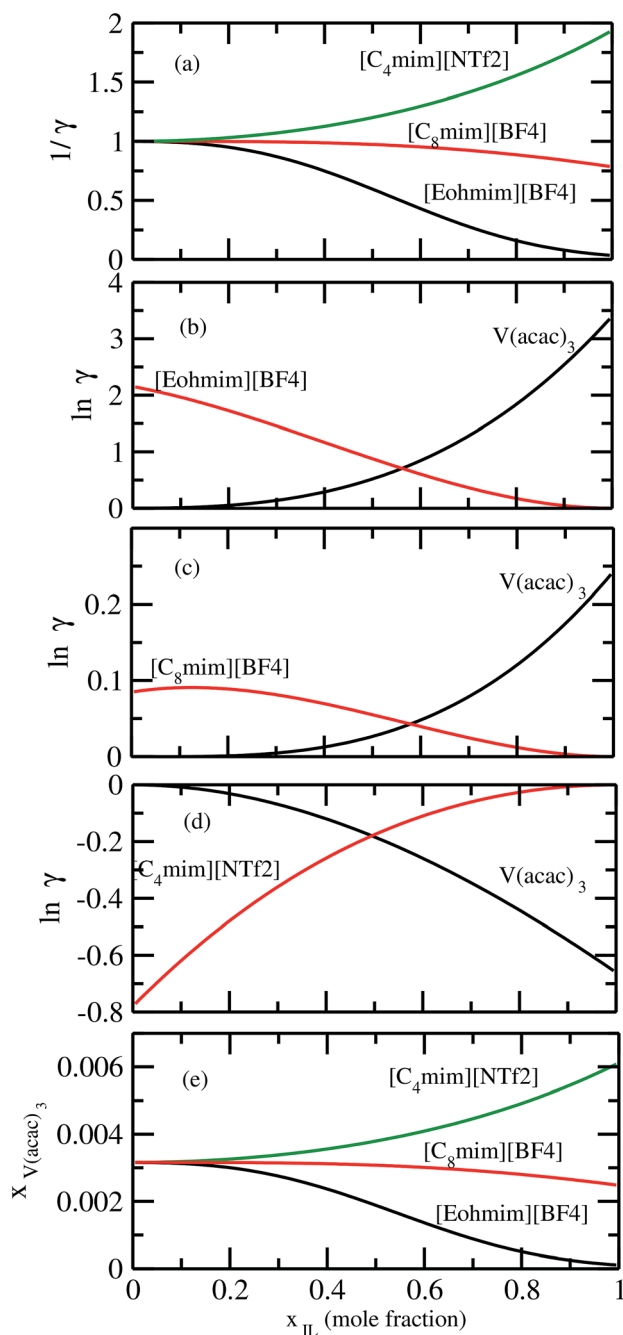 2
(a)
[C4mim][NTf2]
1.5
[C8mim][BF4]
1/γ
1
0.5
[Eohmim][BF4]
0
4
(b)
V(acac)3
3
[Eohmim][BF4]
ln γ
2
1
0
(c)
V(acac)3
0.2
[C8mim][BF4]
ln γ
0.1
0
0
(d)
-0.2
[C4mim][NTf2]
V(acac)3
ln γ
-0.4
-0.6
-0.8
(e)
[C4mim][NTf2]
0.006
[C8mim][BF4]
xV(acac)3
0.004
0.002
[Eohmim][BF4]
0
0 0.2 0.4 0.6 0.8 1
xIL (mole fraction)